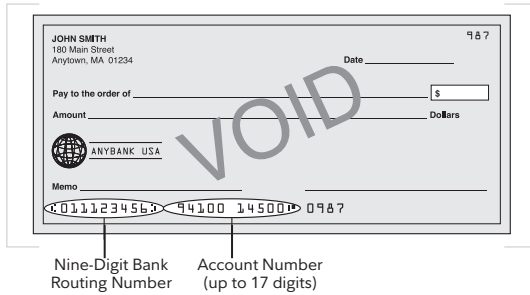 JOHN SMITH 987
180 Main Street
Anytown, MA 01234 Date
Pay to the order of $
Amount Dollars
VOID
ANYBANK USA
Memo
⑆011123456⑆ 94100 14500⑈ 0987
Nine-Digit Bank Account Number
Routing Number (up to 17 digits)